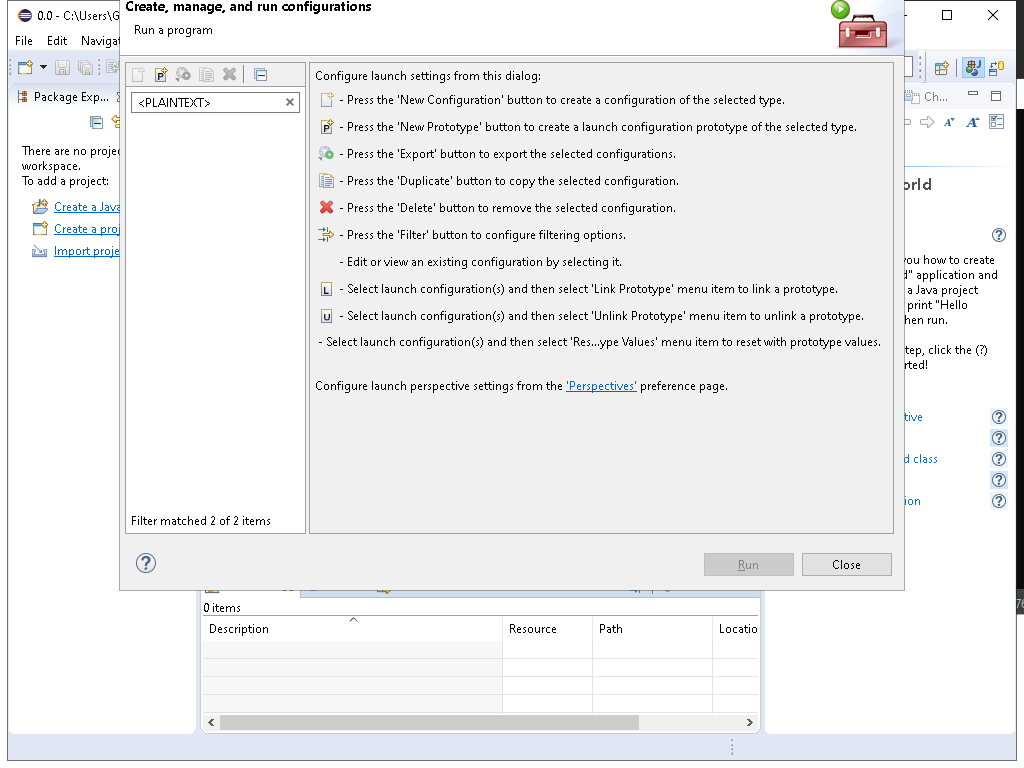 0.0 - C:\Users\G
File Edit Navigat
Create, manage, and run configurations
Run a program
Package Exp...
Ch...
<PLAINTEXT>
There are no proje
workspace.
To add a project:
Create a Java
Create a proj
Import proje
Configure launch settings from this dialog:
- Press the 'New Configuration' button to create a configuration of the selected type.
P - Press the 'New Prototype' button to create a launch configuration prototype of the selected type.
- Press the 'Export' button to export the selected configurations.
- Press the 'Duplicate' button to copy the selected configuration.
- Press the 'Delete' button to remove the selected configuration.
- Press the 'Filter' button to configure filtering options.
- Edit or view an existing configuration by selecting it.
L - Select launch configuration(s) and then select 'Link Prototype' menu item to link a prototype.
U - Select launch configuration(s) and then select 'Unlink Prototype' menu item to unlink a prototype.
- Select launch configuration(s) and then select 'Res...ype Values' menu item to reset with prototype values.
Configure launch perspective settings from the 'Perspectives' preference page.
Filter matched 2 of 2 items
Run
Close
orld
you how to create
d" application and
a Java project
print "Hello
hen run.
tep, click the (?)
rted!
tive
d class
ion
0 items
Description Resource Path Locatio
76